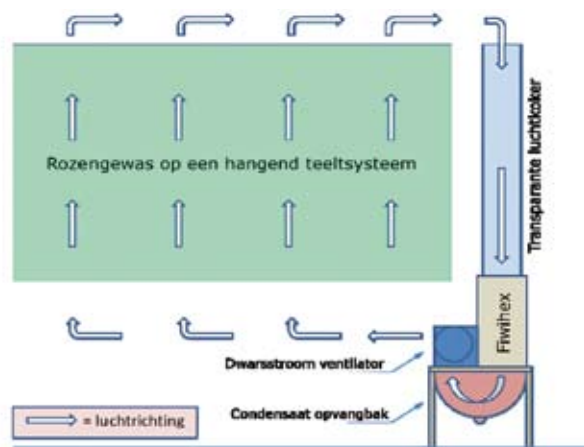 Rozengewas op een hangend teeltsysteem
Transparante luchtkoker
Fiwihex
Dwarsstroom ventilator
Condensaat opvangbak
= luchtrichting